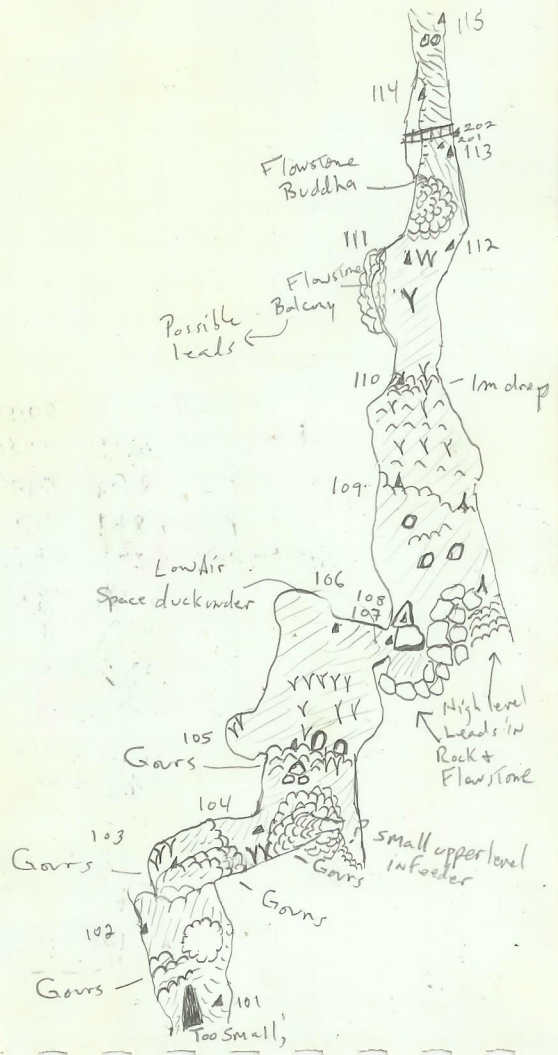 115
114
202
201
113
Flowstone
Buddha
111
112
Flowstone
Balcony
Possible
leads
110
1m drop
109
Low Air
Space duckunder
106
108
107
High level
Leads in
Rock &
Flowstone
105
Gours
104
103
Gours
small upper level
infeeder
Gours
Gours
102
Gours
101
Too small,